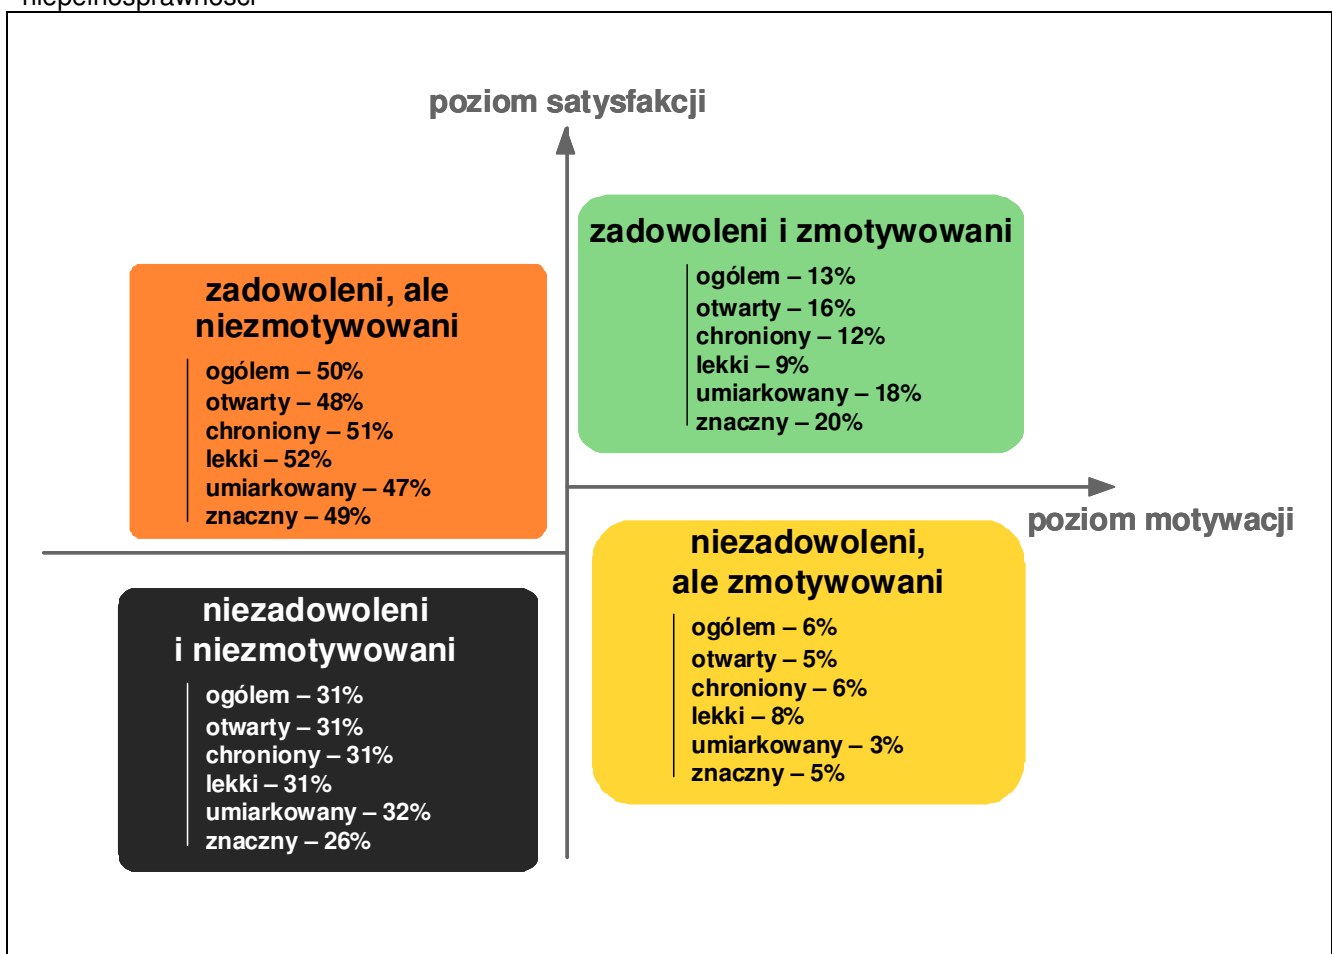 niepełnosprawności
poziom satysfakcji
zadowoleni i zmotywowani
ogólem – 13%
otwarty – 16%
chroniony – 12%
lekki – 9%
umiarkowany – 18%
znaczny – 20%
zadowoleni, ale
niezmotywowani
ogólem – 50%
otwarty – 48%
chroniony – 51%
lekki – 52%
umiarkowany – 47%
znaczny – 49%
poziom motywacji
niezadowoleni,
ale zmotywowani
ogólem – 6%
otwarty – 5%
chroniony – 6%
lekki – 8%
umiarkowany – 3%
znaczny – 5%
niezadowoleni
i niezmotywowani
ogólem – 31%
otwarty – 31%
chroniony – 31%
lekki – 31%
umiarkowany – 32%
znaczny – 26%